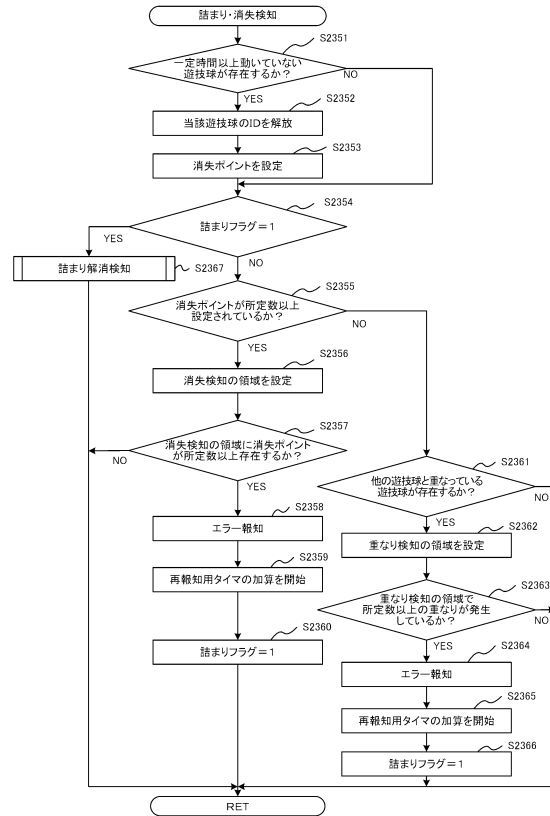 詰まり・消失検知
S2351
一定時間以上動いていない
遊技球が存在するか？
NO
YES
S2352
当該遊技球のIDを解放
S2353
消失ポイントを設定
S2354
詰まりフラグ＝1
YES
NO
詰まり解消検知
S2367
S2355
消失ポイントが所定数以上
設定されているか？
NO
YES
S2356
消失検知の領域を設定
S2357
消失検知の領域に消失ポイント
が所定数以上存在するか？
NO
YES
S2361
他の遊技球と重なっている
遊技球が存在するか？
NO
YES
S2358
エラー報知
S2362
重なり検知の領域を設定
S2359
再報知用タイマの加算を開始
S2363
重なり検知の領域で
所定数以上の重なりが発生
しているか？
NO
YES
S2360
詰まりフラグ＝1
S2364
エラー報知
S2365
再報知用タイマの加算を開始
S2366
詰まりフラグ＝1
RET